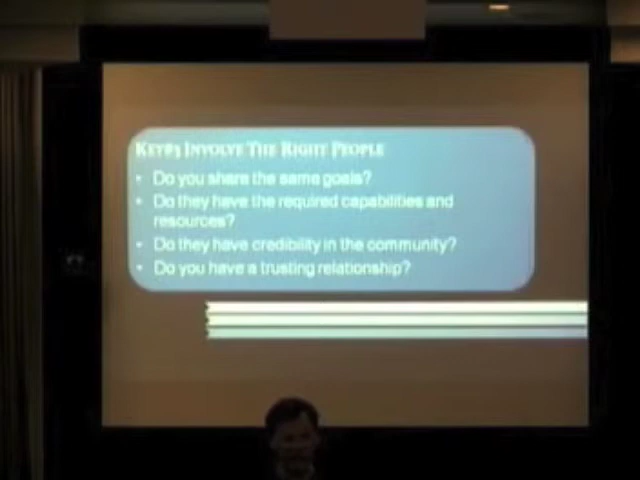 KEY#3 INVOLVE THE RIGHT PEOPLE
• Do you share the same goals?
• Do they have the required capabilities and
resources?
• Do they have credibility in the community?
• Do you have a trusting relationship?